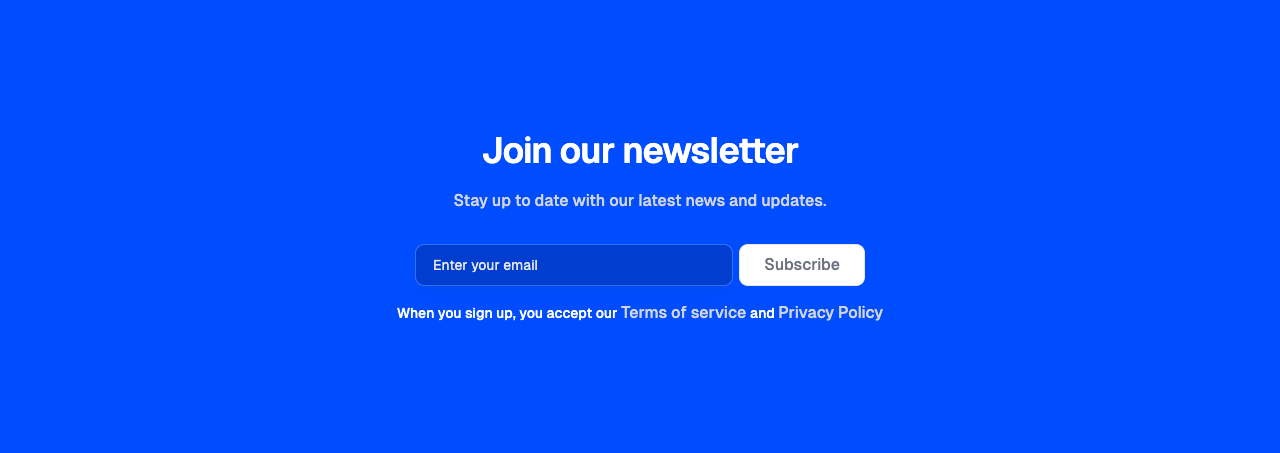 Join our newsletter
Stay up to date with our latest news and updates.
Enter your email
Subscribe
When you sign up, you accept our Terms of service and Privacy Policy